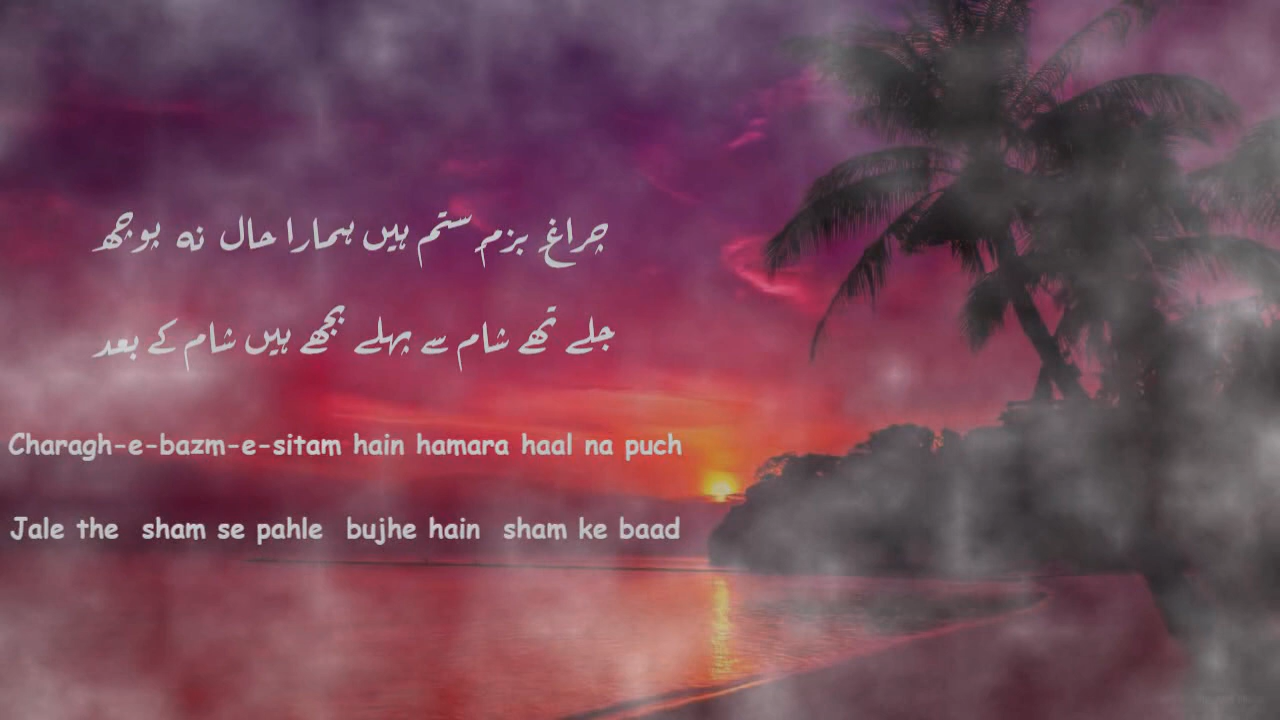 چراغِ بزمِ ستم ہیں ہمارا حال نہ پوچھ
جلے تھے شام سے پہلے بجھے ہیں شام کے بعد
Charagh-e-bazm-e-sitam hain hamara haal na puch
Jale the sham se pahle bujhe hain sham ke baad